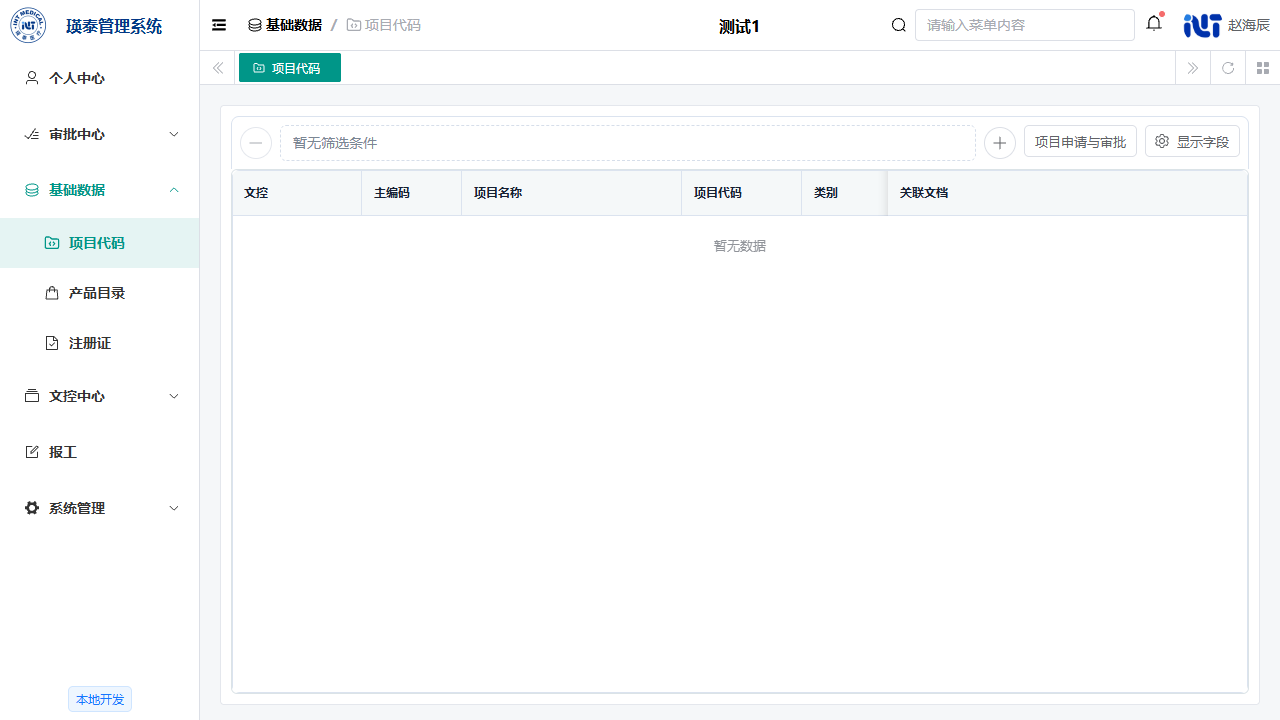 瑛泰管理系统
基础数据 / 项目代码
测试1
请输入菜单内容
赵海辰
项目代码
个人中心
审批中心
基础数据
项目代码
产品目录
注册证
文控中心
报工
系统管理
本地开发
暂无筛选条件
项目申请与审批
显示字段
文控 主编码 项目名称 项目代码 类别 关联文档
暂无数据